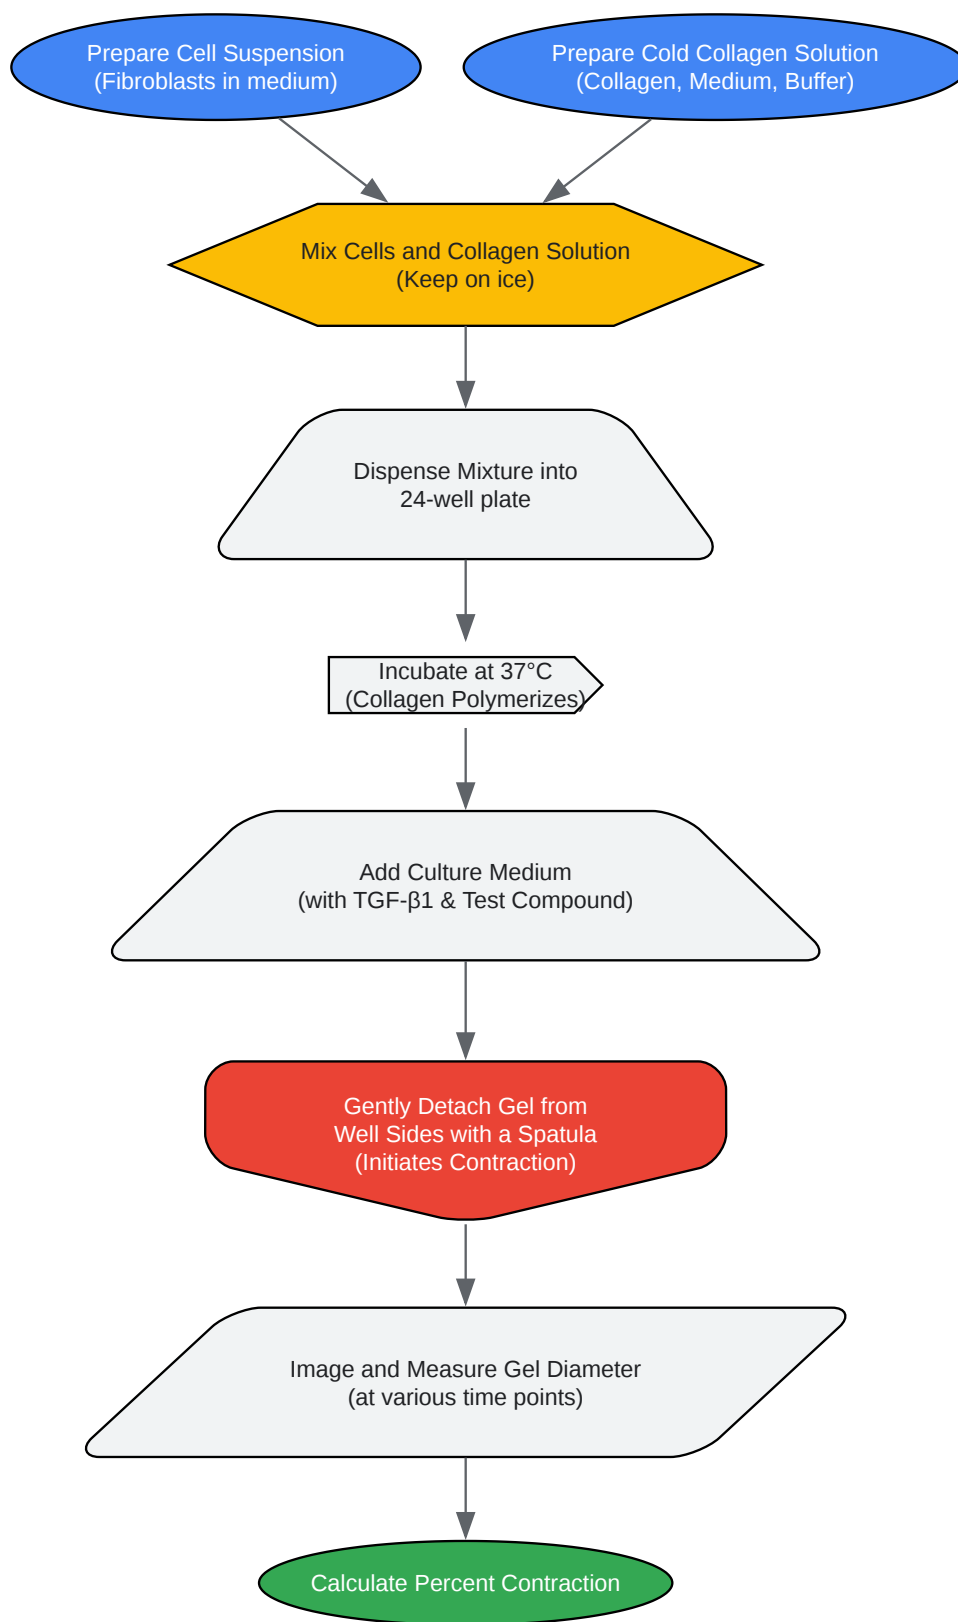 Prepare Cell Suspension
(Fibroblasts in medium)
Prepare Cold Collagen Solution
(Collagen, Medium, Buffer)
Mix Cells and Collagen Solution
(Keep on ice)
Dispense Mixture into
24-well plate
Incubate at 37°C
(Collagen Polymerizes)
Add Culture Medium
(with TGF-β1 & Test Compound)
Gently Detach Gel from
Well Sides with a Spatula
(Initiates Contraction)
Image and Measure Gel Diameter
(at various time points)
Calculate Percent Contraction